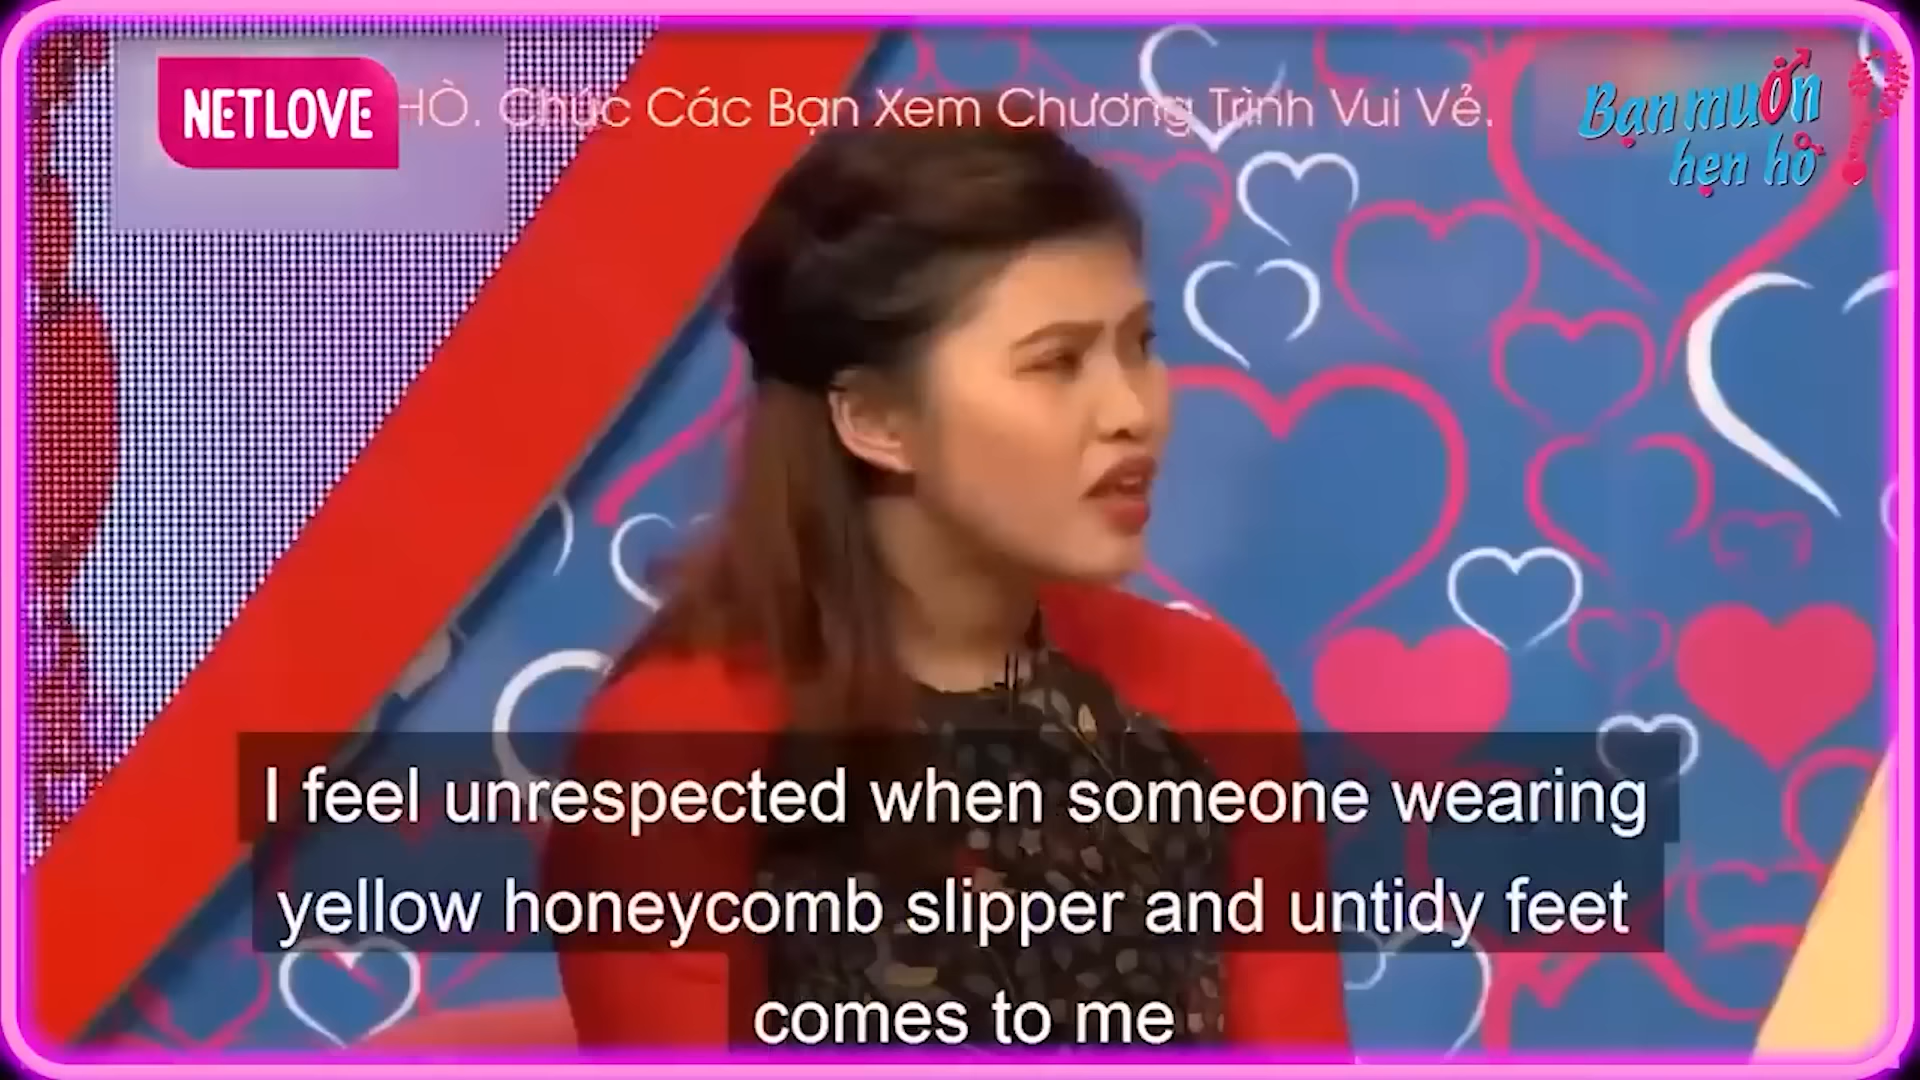 NETLOVE
HÒ. Chúc Các Bạn Xem Chương Trình Vui Vẻ.
Bạn muốn
hẹn hò
I feel unrespected when someone wearing
yellow honeycomb slipper and untidy feet
comes to me